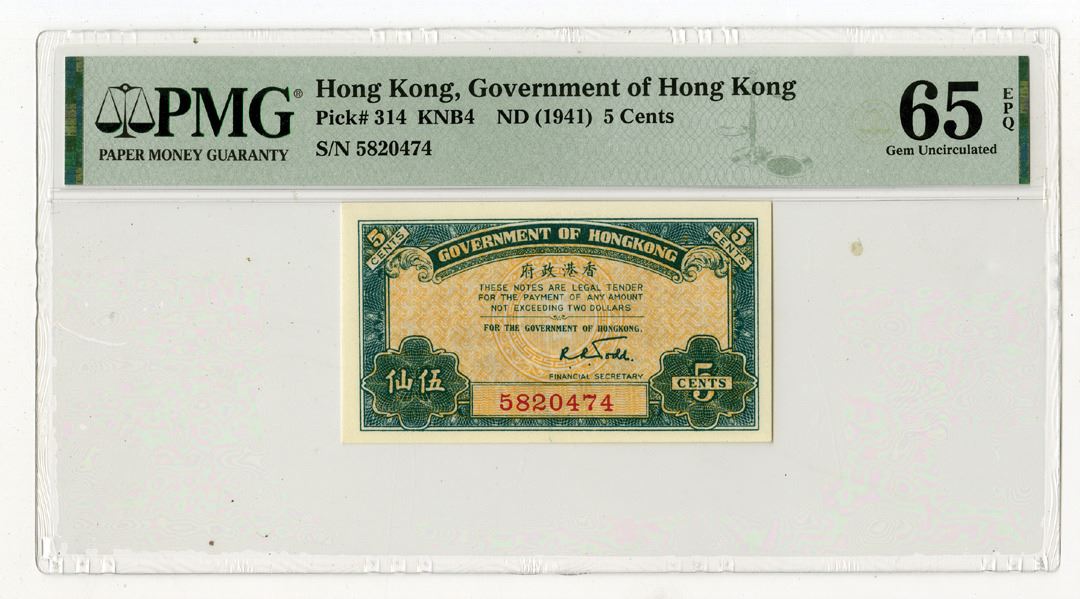 PMG®
PAPER MONEY GUARANTY
Hong Kong, Government of Hong Kong
Pick# 314 KNB4 ND (1941) 5 Cents
S/N 5820474
65 EPQ
Gem Uncirculated
5 CENTS
GOVERNMENT OF HONGKONG
5 CENTS
府政港香
THESE NOTES ARE LEGAL TENDER
FOR THE PAYMENT OF ANY AMOUNT
NOT EXCEEDING TWO DOLLARS
FOR THE GOVERNMENT OF HONGKONG.
R.R. Todd.
FINANCIAL SECRETARY
仙伍
5 CENTS
5820474